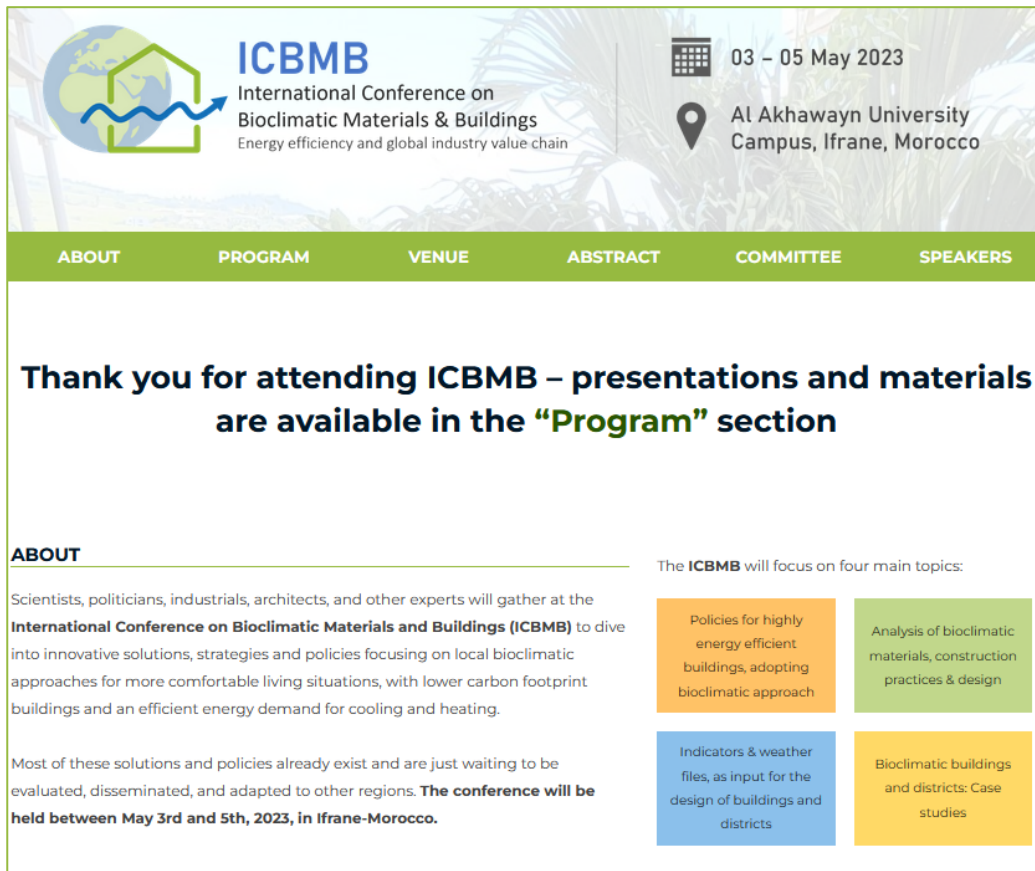 ICBMB
International Conference on
Bioclimatic Materials & Buildings
Energy efficiency and global industry value chain
03 – 05 May 2023
Al Akhawayn University
Campus, Ifrane, Morocco
ABOUT PROGRAM VENUE ABSTRACT COMMITTEE SPEAKERS
Thank you for attending ICBMB – presentations and materials
are available in the “Program” section
ABOUT
Scientists, politicians, industrials, architects, and other experts will gather at the
International Conference on Bioclimatic Materials and Buildings (ICBMB) to dive
into innovative solutions, strategies and policies focusing on local bioclimatic
approaches for more comfortable living situations, with lower carbon footprint
buildings and an efficient energy demand for cooling and heating.
Most of these solutions and policies already exist and are just waiting to be
evaluated, disseminated, and adapted to other regions. The conference will be
held between May 3rd and 5th, 2023, in Ifrane-Morocco.
The ICBMB will focus on four main topics:
Policies for highly
energy efficient
buildings, adopting
bioclimatic approach
Analysis of bioclimatic
materials, construction
practices & design
Indicators & weather
files, as input for the
design of buildings and
districts
Bioclimatic buildings
and districts: Case
studies